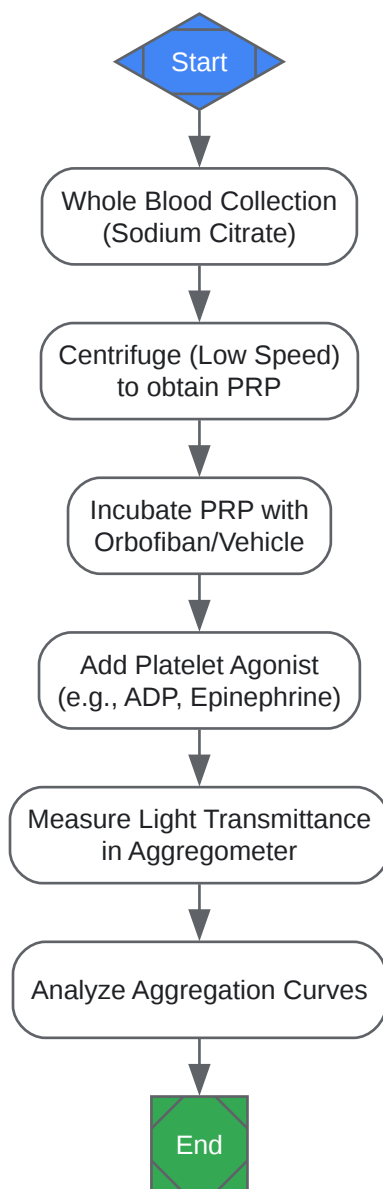 Start
Whole Blood Collection
(Sodium Citrate)
Centrifuge (Low Speed)
to obtain PRP
Incubate PRP with
Orbofiban/Vehicle
Add Platelet Agonist
(e.g., ADP, Epinephrine)
Measure Light Transmittance
in Aggregometer
Analyze Aggregation Curves
End